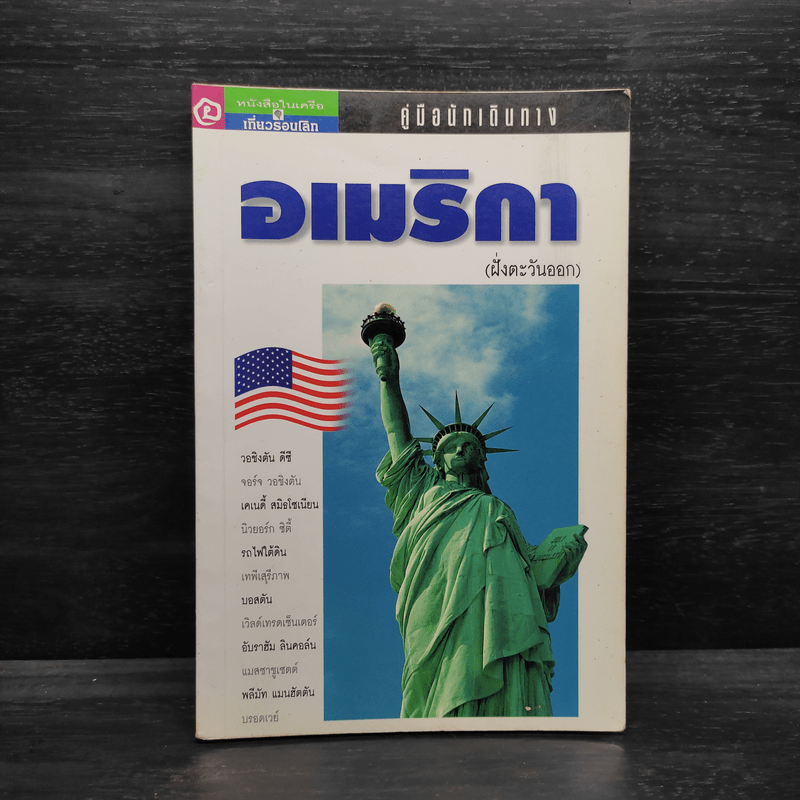 หนังสือในเครือ
เที่ยวรอบโลก
คู่มือนักเดินทาง
อเมริกา
(ฝั่งตะวันออก)
วอชิงตัน ดีซี
จอร์จ วอชิงตัน
เคเนดี้ สมิธโซเนียน
นิวยอร์ก ซิตี้
รถไฟใต้ดิน
เทพีเสรีภาพ
บอสตัน
เวิลด์เทรดเซ็นเตอร์
อับราฮัม ลินคอล์น
แมสซาชูเซตต์
พลีมัท แมนฮัตตัน
บรอดเวย์